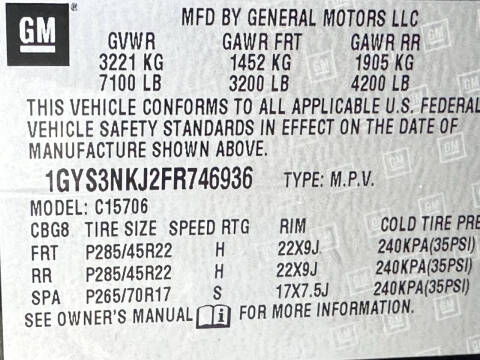 GM
MFD BY GENERAL MOTORS LLC
GVWR GAWR FRT GAWR RR
3221 KG 1452 KG 1905 KG
7100 LB 3200 LB 4200 LB
THIS VEHICLE CONFORMS TO ALL APPLICABLE U.S. FEDERAL
VEHICLE SAFETY STANDARDS IN EFFECT ON THE DATE OF
MANUFACTURE SHOWN ABOVE.
1GYS3NKJ2FR746936 TYPE: M.P.V.
MODEL: C15706
CBG8 TIRE SIZE SPEED RTG RIM COLD TIRE PRE
FRT P285/45R22 H 22X9J 240KPA(35PSI)
RR P285/45R22 H 22X9J 240KPA(35PSI)
SPA P265/70R17 S 17X7.5J 240KPA(35PSI)
SEE OWNER'S MANUAL i FOR MORE INFORMATION.